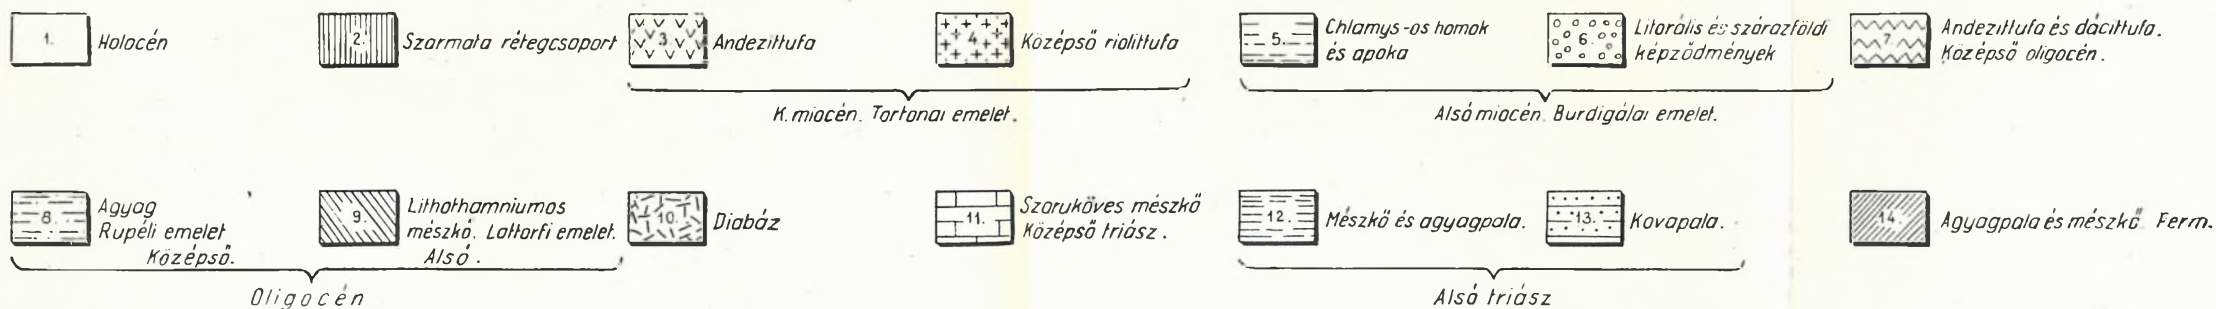 1. Holocén
2. Szarmata rétegcsoport
3. Andezittufa
4. Középső riolittufa
K. miocén. Tortonai emelet.
5. Chlamys-os homok
és apoka
6. Litorális és szárazföldi
képződmények
Alsó miocén. Burdigálai emelet.
7. Andezittufa és dácittufa.
Középső oligocén.
8. Agyag
Rupéli emelet
Középső.
9. Lithothamniumos
mészkő. Lattorfi emelet.
Alsó.
Oligocén
10. Diabáz
11. Szaruköves mészkő
Középső triász.
12. Mészkő és agyagpala.
13. Kovapala.
Alsó triász
14. Agyagpala és mészkő Ferm.